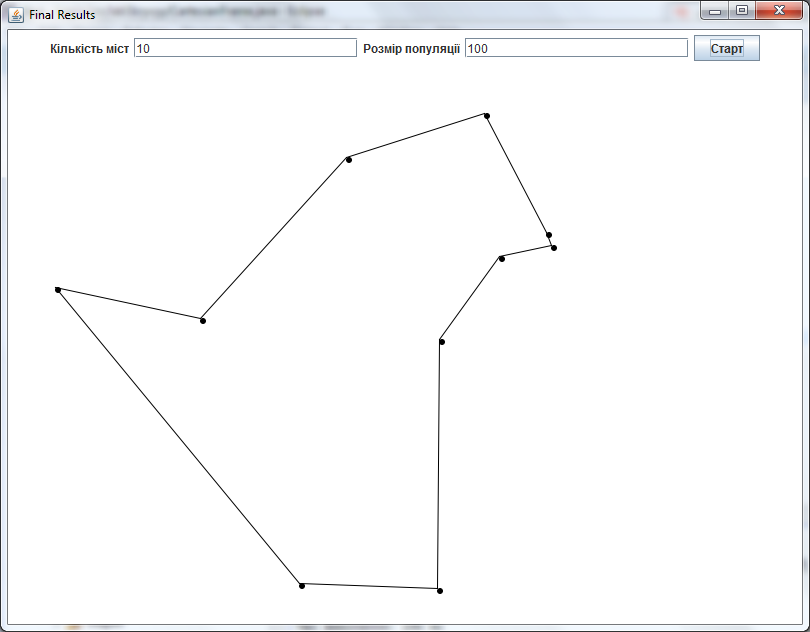 Final Results
Кількість міст 10 Розмір популяції 100 Старт